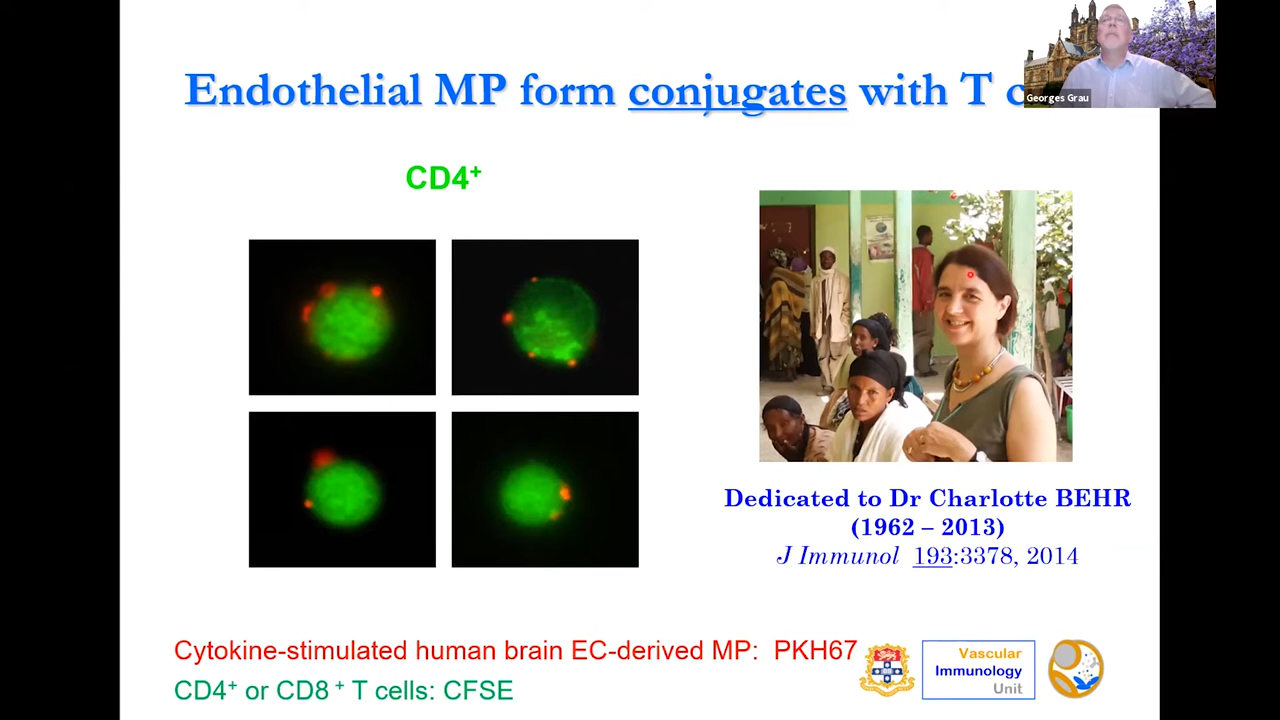 Endothelial MP form conjugates with T c
Georges Grau
CD4⁺
Dedicated to Dr Charlotte BEHR
(1962 – 2013)
J Immunol 193:3378, 2014
Cytokine-stimulated human brain EC-derived MP: PKH67
CD4⁺ or CD8 ⁺ T cells: CFSE
Vascular
Immunology
Unit